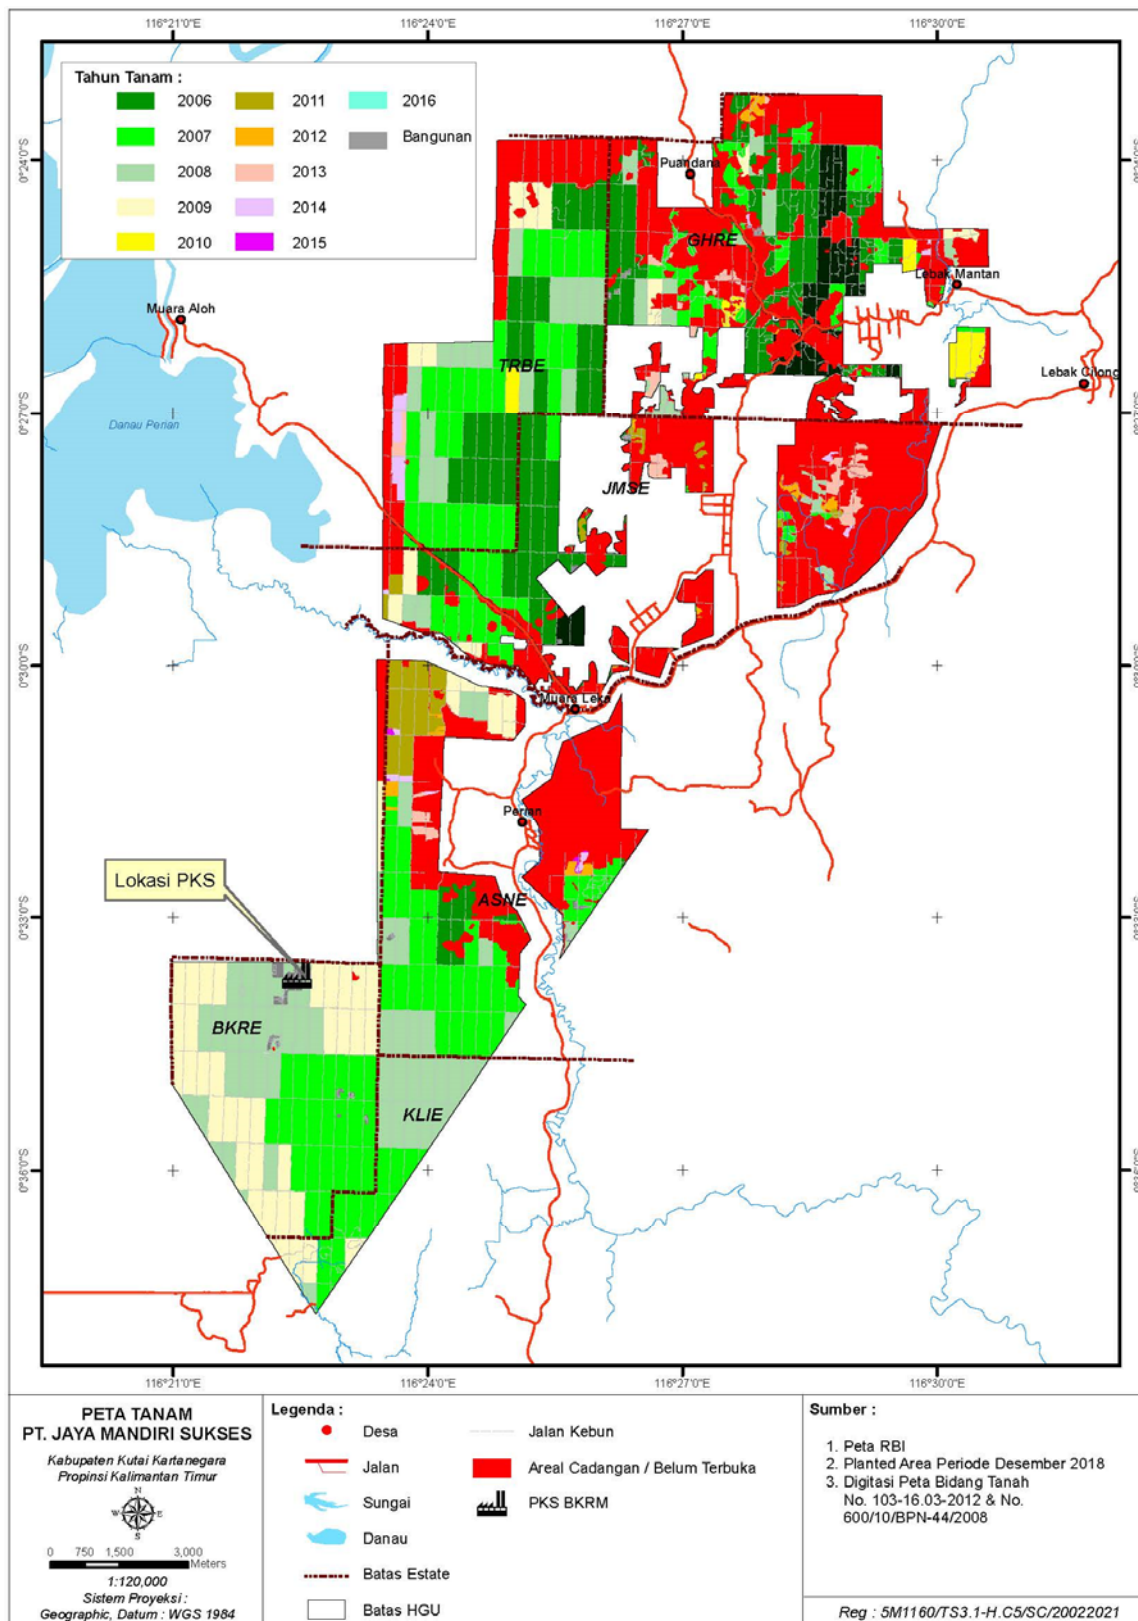 116°21'0"E 116°24'0"E 116°27'0"E 116°30'0"E
Tahun Tanam :
2006 2011 2016
2007 2012 Bangunan
2008 2013
2009 2014
2010 2015
0°24'0"S
0°27'0"S
0°30'0"S
0°33'0"S
0°36'0"S
Puandana
GHRE
Lebak Mantan
Muara Aloh
TRBE
Lebak Cilong
Danau Perian
JMSE
Muara Leka
Perian
Lokasi PKS
ASNE
BKRE
KLIE
116°21'0"E 116°24'0"E 116°27'0"E 116°30'0"E
PETA TANAM
PT. JAYA MANDIRI SUKSES
Kabupaten Kutai Kartanegara
Propinsi Kalimantan Timur
N
W E
S
0 750 1,500 3,000
Meters
1:120,000
Sistem Proyeksi :
Geographic, Datum : WGS 1984
Legenda :
Desa
Jalan
Sungai
Danau
Batas Estate
Batas HGU
Jalan Kebun
Areal Cadangan / Belum Terbuka
PKS BKRM
Sumber :
1. Peta RBI
2. Planted Area Periode Desember 2018
3. Digitasi Peta Bidang Tanah
No. 103-16.03-2012 & No.
600/10/BPN-44/2008
Reg : 5M1160/TS3.1-H.C5/SC/20022021